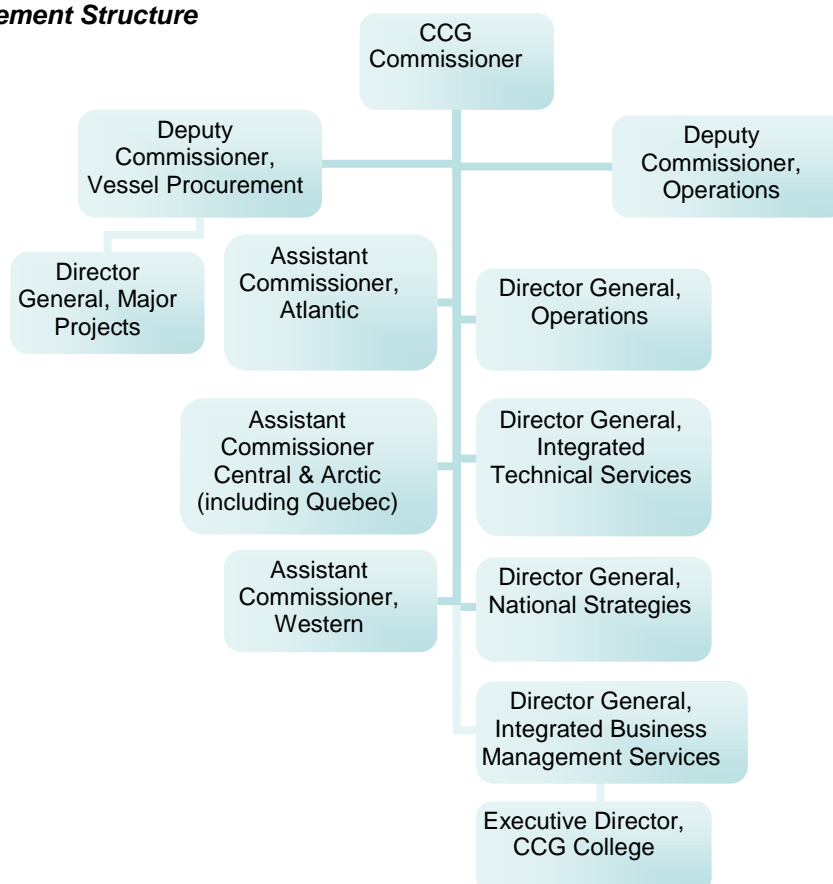 ement Structure
CCG
Commissioner
Deputy
Commissioner,
Vessel Procurement
Deputy
Commissioner,
Operations
Director
General, Major
Projects
Assistant
Commissioner,
Atlantic
Director General,
Operations
Assistant
Commissioner
Central & Arctic
(including Quebec)
Director General,
Integrated
Technical Services
Assistant
Commissioner,
Western
Director General,
National Strategies
Director General,
Integrated Business
Management Services
Executive Director,
CCG College